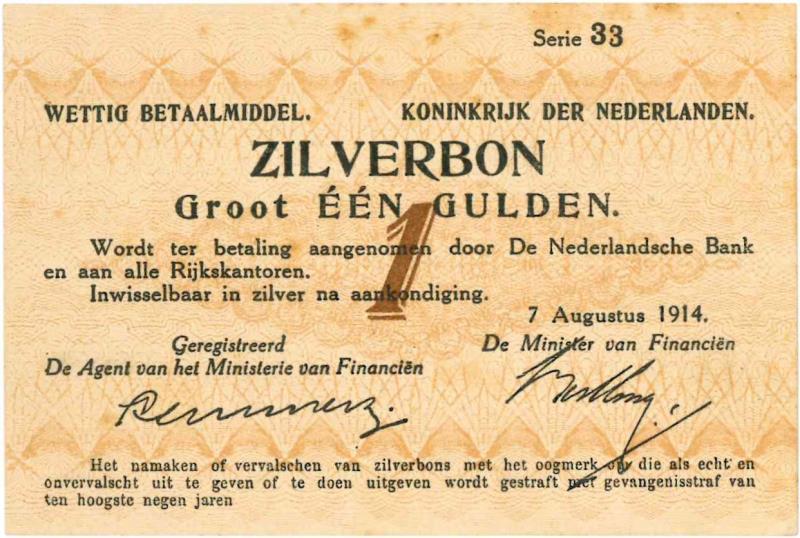 Serie 33
WETTIG BETAALMIDDEL. KONINKRIJK DER NEDERLANDEN.
ZILVERBON
Groot ÉÉN GULDEN.
1
Wordt ter betaling aangenomen door De Nederlandsche Bank
en aan alle Rijkskantoren.
Inwisselbaar in zilver na aankondiging.
7 Augustus 1914.
Geregistreerd
De Agent van het Ministerie van Financiën
De Minister van Financiën
Het namaken of vervalschen van zilverbons met het oogmerk om die als echt en
onvervalscht uit te geven of te doen uitgeven wordt gestraft met gevangenisstraf van
ten hoogste negen jaren